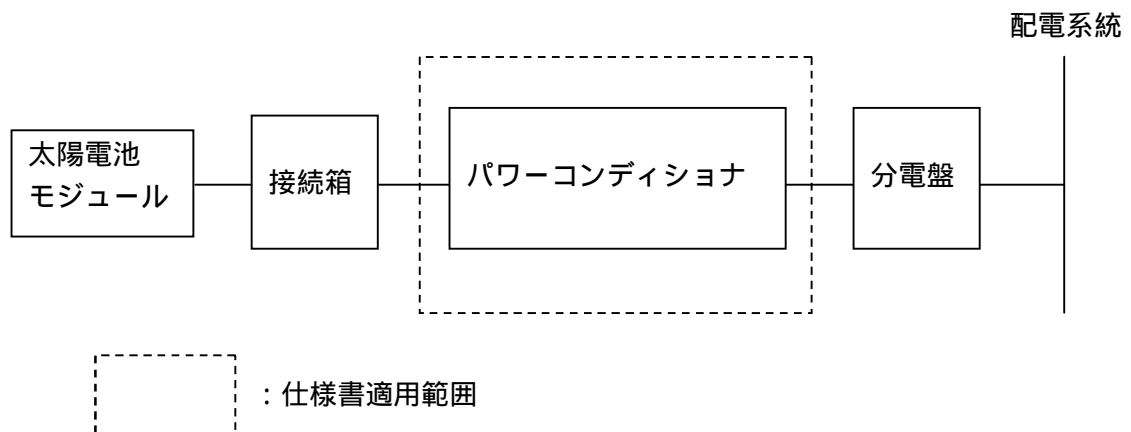 配電系統
太陽電池
モジュール
接続箱
パワーコンディショナ
分電盤
：仕様書適用範囲